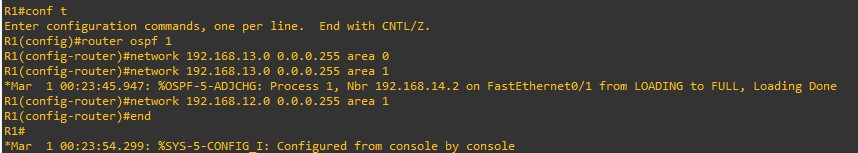 R1#conf t
Enter configuration commands, one per line.  End with CNTL/Z.
R1(config)#router ospf 1
R1(config-router)#network 192.168.13.0 0.0.0.255 area 0
R1(config-router)#network 192.168.13.0 0.0.0.255 area 1
*Mar  1 00:23:45.947: %OSPF-5-ADJCHG: Process 1, Nbr 192.168.14.2 on FastEthernet0/1 from LOADING to FULL, Loading Done
R1(config-router)#network 192.168.12.0 0.0.0.255 area 1
R1(config-router)#end
R1#
*Mar  1 00:23:54.299: %SYS-5-CONFIG_I: Configured from console by console